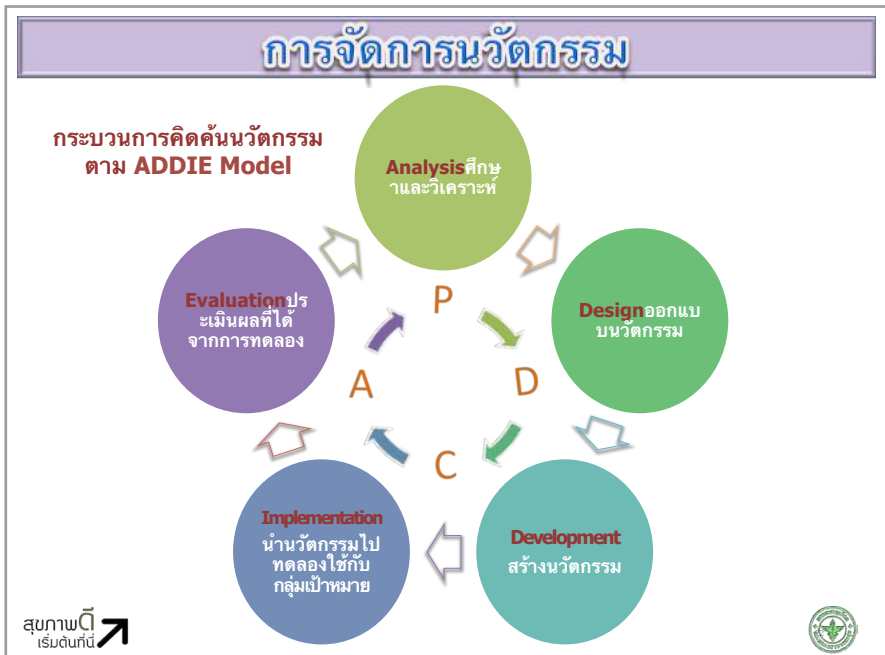 การจัดการนวัตกรรม
กระบวนการคิดค้นนวัตกรรม
ตาม ADDIE Model
Analysisศึกษ
าและวิเคราะห์
Designออกแบ
บนวัตกรรม
Development
สร้างนวัตกรรม
Implementation
นำนวัตกรรมไป
ทดลองใช้กับ
กลุ่มเป้าหมาย
Evaluationปร
ะเมินผลที่ได้
จากการทดลอง
P
D
C
A
สุขภาพดี
เริ่มต้นที่นี่